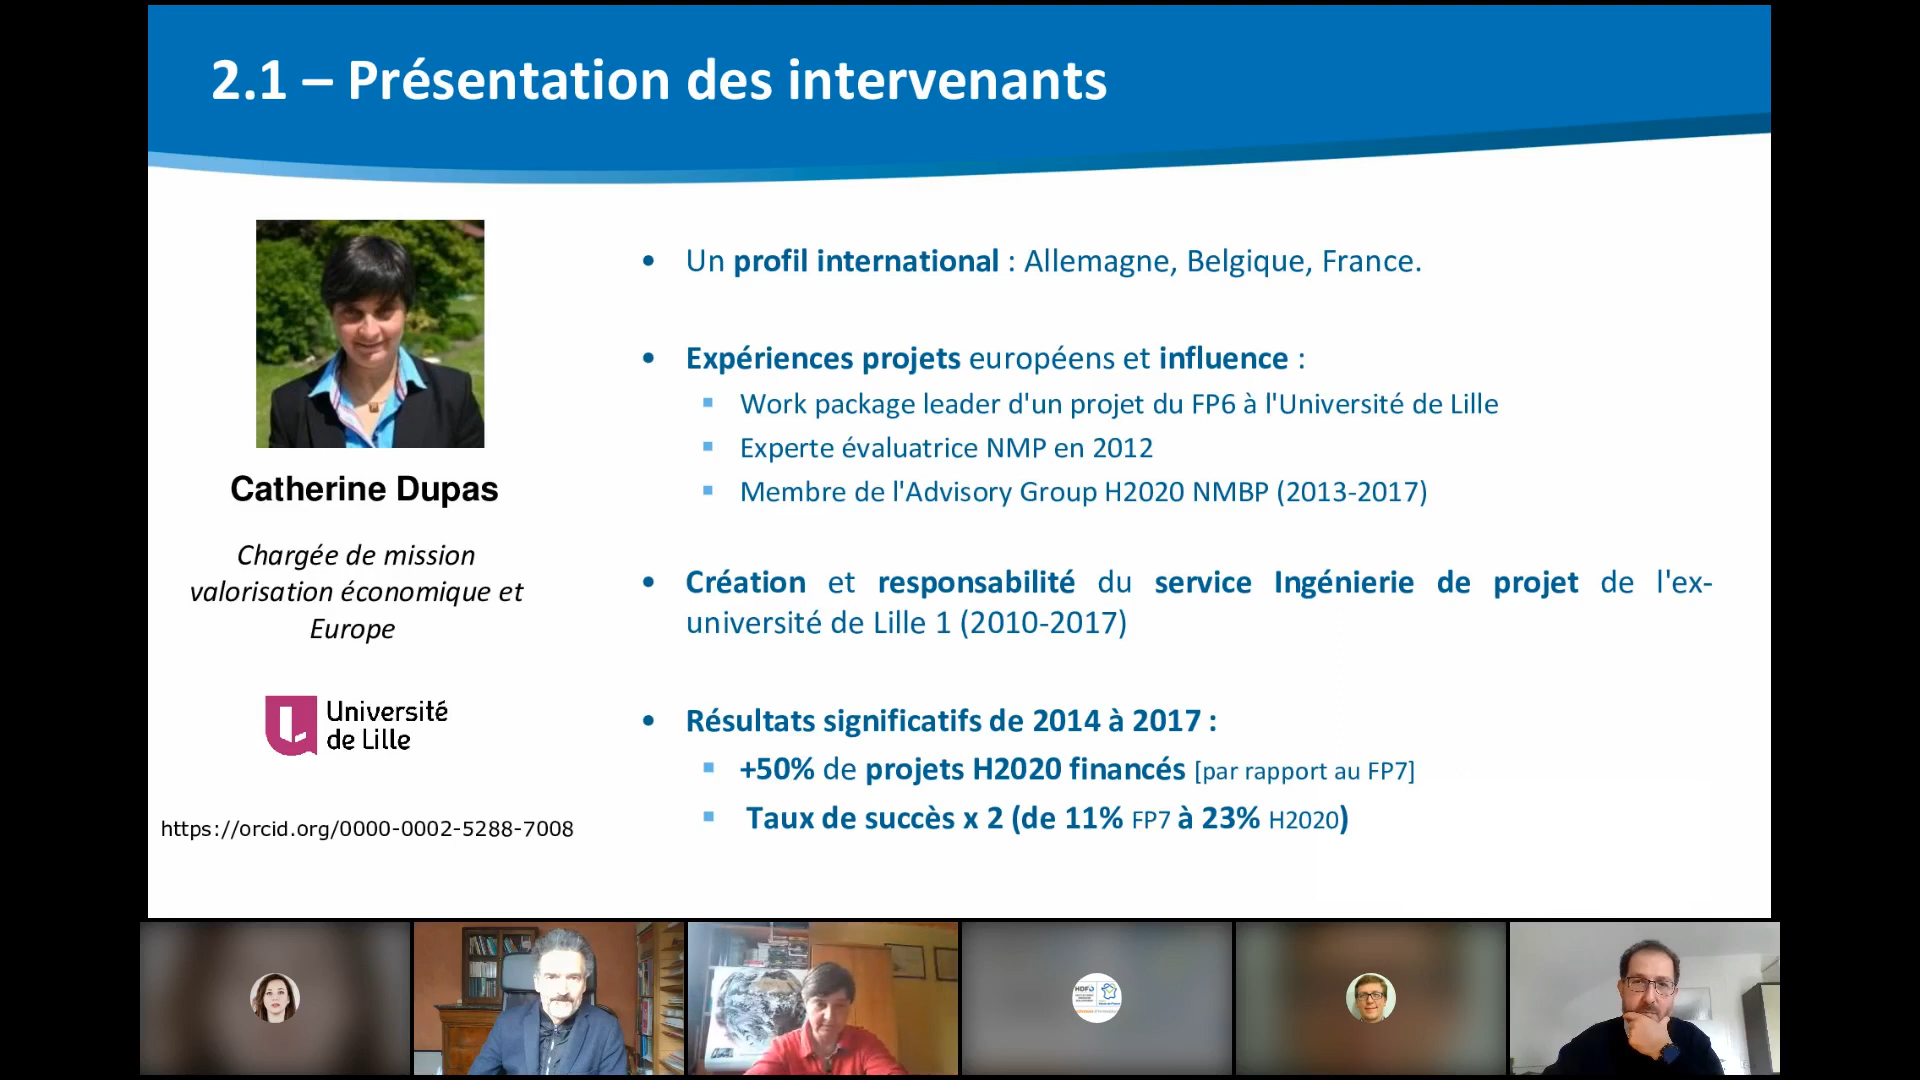 2.1 – Présentation des intervenants
Catherine Dupas
Chargée de mission
valorisation économique et
Europe
Université
de Lille
https://orcid.org/0000-0002-5288-7008
• Un profil international : Allemagne, Belgique, France.
• Expériences projets européens et influence :
▪ Work package leader d'un projet du FP6 à l'Université de Lille
▪ Experte évaluatrice NMP en 2012
▪ Membre de l'Advisory Group H2020 NMBP (2013-2017)
• Création et responsabilité du service Ingénierie de projet de l'ex-
université de Lille 1 (2010-2017)
• Résultats significatifs de 2014 à 2017 :
▪ +50% de projets H2020 financés [par rapport au FP7]
▪ Taux de succès x 2 (de 11% FP7 à 23% H2020)